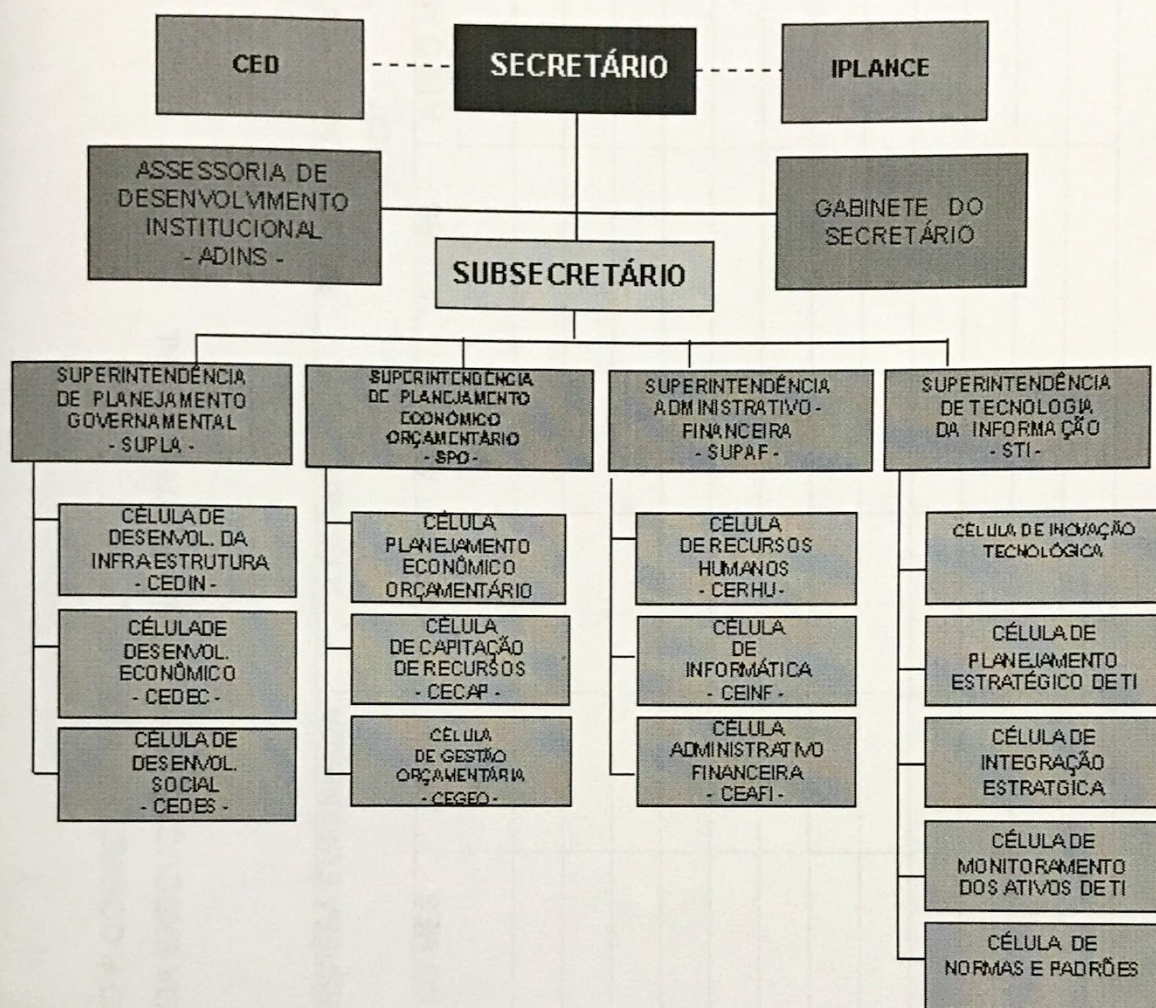 CED
SECRETÁRIO
IPLANCE
ASSESSORIA DE
DESENVOLVIMENTO
INSTITUCIONAL
- ADINS -
GABINETE DO
SECRETÁRIO
SUBSECRETÁRIO
SUPERINTENDÊNCIA
DE PLANEJAMENTO
GOVERNAMENTAL
- SUPLA -
SUPERINTENDENCIA
DE PLANEJAMENTO
ECONÔMICO
ORÇAMENTÁRIO
- SPO -
SUPERINTENDÊNCIA
ADMINISTRATIVO-
FINANCEIRA
- SUPAF -
SUPERINTENDÊNCIA
DE TECNOLOGIA
DA INFORMAÇÃO
- STI -
CÉLULA DE
DESENVOL. DA
INFRAESTRUTURA
- CEDIN -
CÉLULADE
DESENVOL.
ECONÔMICO
- CEDEC -
CÉLULA DE
DESENVOL.
SOCIAL
- CEDES -
CÉLULA
PLANEJAMENTO
ECONÔMICO
ORÇAMENTÁRIO
CÉLULA
DE CAPITAÇÃO
DE RECURSOS
- CECAP -
CÉLULA
DE GESTÃO
ORÇAMENTÁRIA
- CEGEO -
CÉLULA
DE RECURSOS
HUMANOS
- CERHU -
CÉLULA
DE
INFORMÁTICA
- CEINF -
CÉLULA
ADMINISTRATIVO
FINANCEIRA
- CEAFI -
CÉLULA DE INOVAÇÃO
TECNOLÓGICA
CÉLULA DE
PLANEJAMENTO
ESTRATÉGICO DE TI
CÉLULA DE
INTEGRAÇÃO
ESTRATGICA
CÉLULA DE
MONITORAMENTO
DOS ATIVOS DE TI
CÉLULA DE
NORMAS E PADRÕES